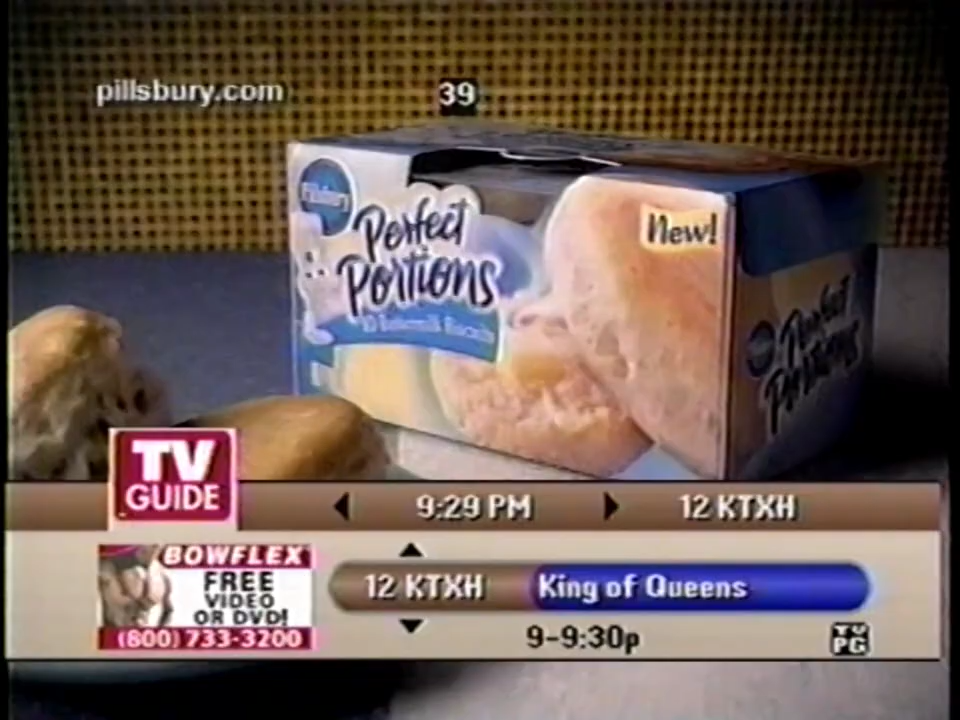 pillsbury.com
39
Pillsbury
Perfect
Portions
10 Buttermilk Biscuits
New!
Perfect
Portions
TV
GUIDE
9:29 PM
12 KTXH
BOWFLEX
FREE
VIDEO
OR DVD!
(800) 733-3200
12 KTXH
King of Queens
9-9:30p
TV
PG